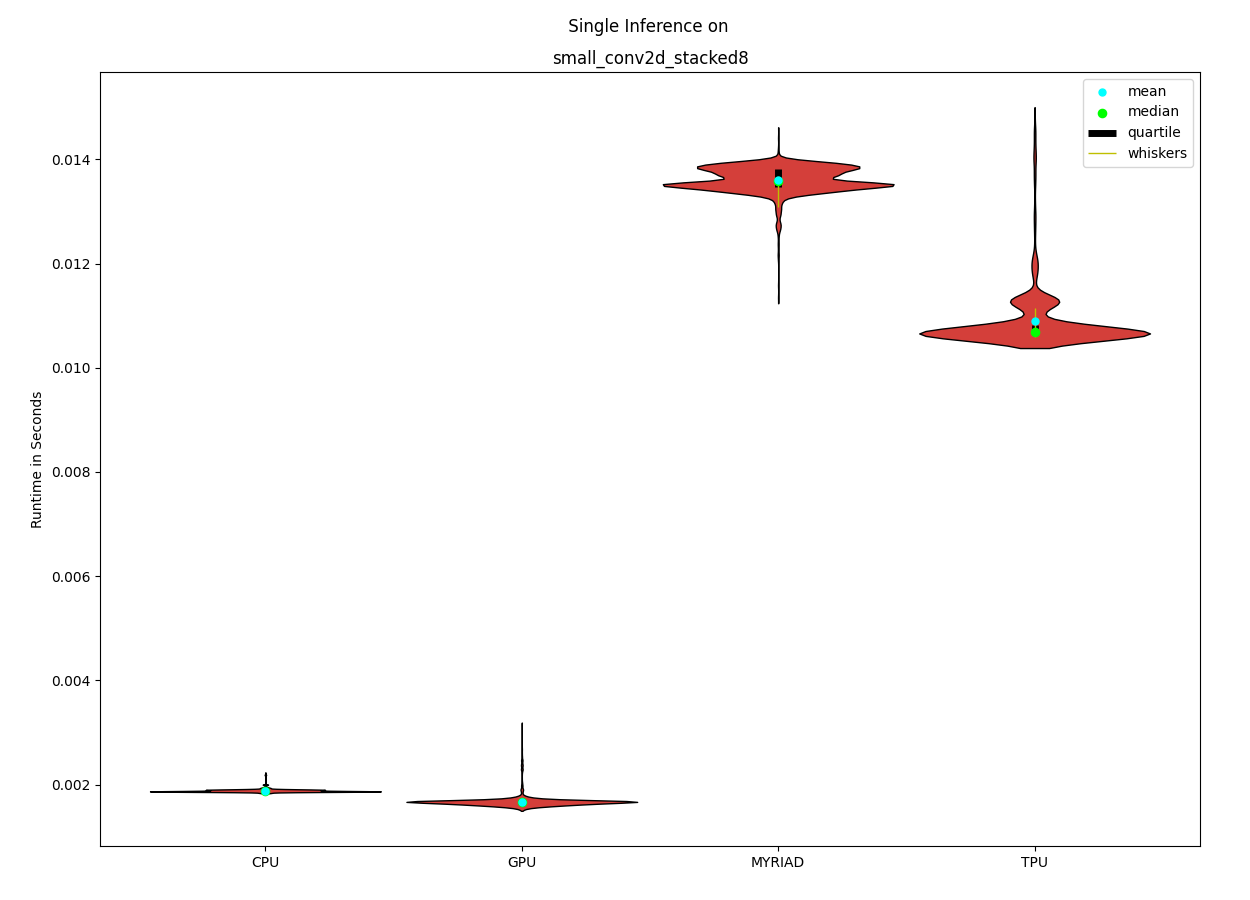 Single Inference on
small_conv2d_stacked8
mean
median
quartile
whiskers
0.014
0.012
0.010
0.008
0.006
0.004
0.002
Runtime in Seconds
CPU
GPU
MYRIAD
TPU